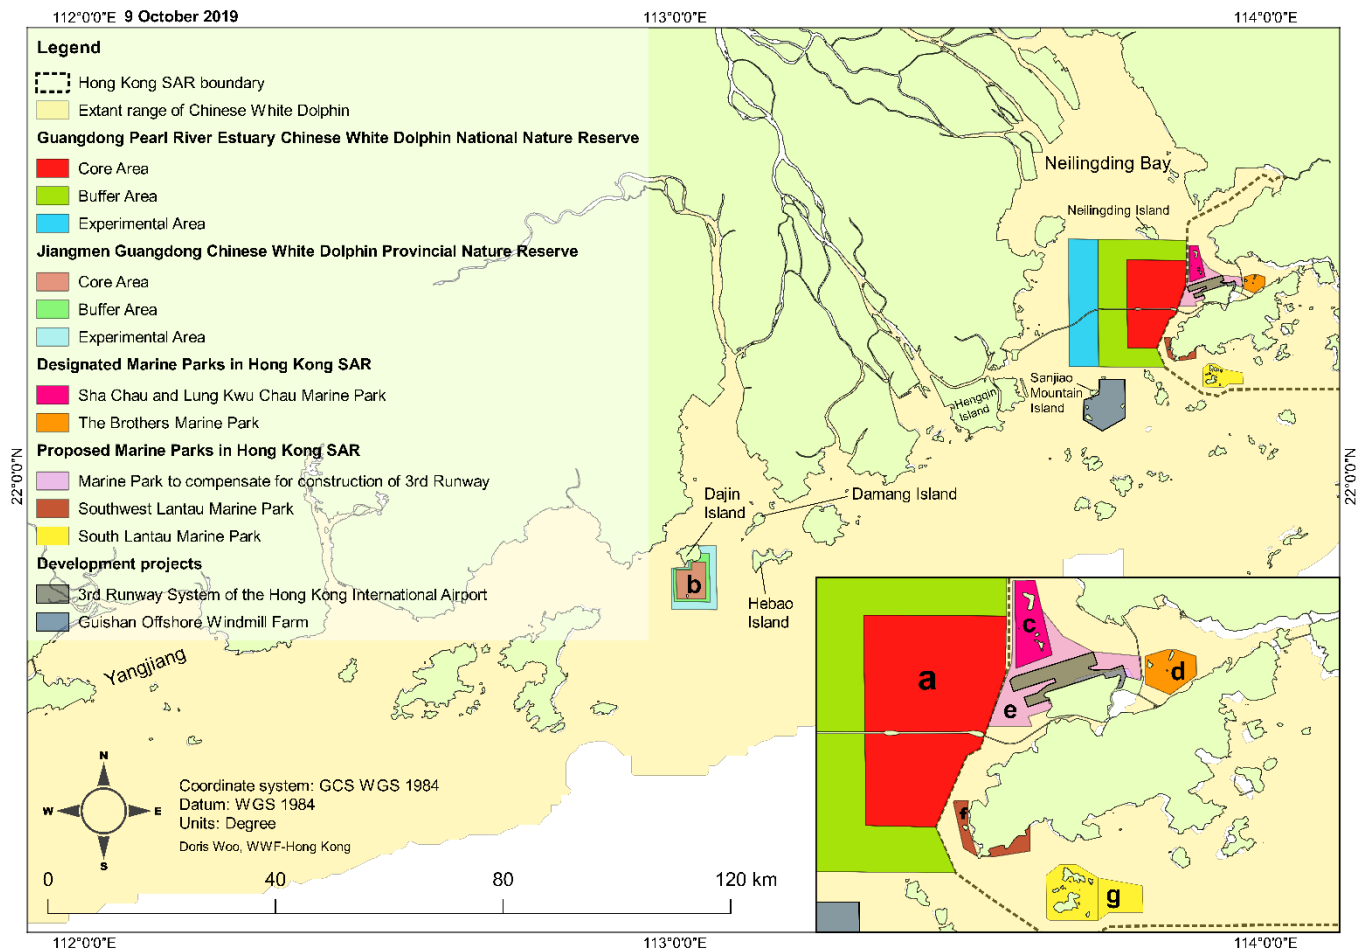 112°0'0"E
9 October 2019
113°0'0"E
114°0'0"E
Legend
Hong Kong SAR boundary
Extant range of Chinese White Dolphin
Guangdong Pearl River Estuary Chinese White Dolphin National Nature Reserve
Core Area
Buffer Area
Experimental Area
Jiangmen Guangdong Chinese White Dolphin Provincial Nature Reserve
Core Area
Buffer Area
Experimental Area
Designated Marine Parks in Hong Kong SAR
Sha Chau and Lung Kwu Chau Marine Park
The Brothers Marine Park
Proposed Marine Parks in Hong Kong SAR
Marine Park to compensate for construction of 3rd Runway
Southwest Lantau Marine Park
South Lantau Marine Park
Development projects
3rd Runway System of the Hong Kong International Airport
Guishan Offshore Windmill Farm
22°0'0"N
22°0'0"N
Neilingding Bay
Neilingding Island
Sanjiao
Mountain
Island
Hengqin
Island
Dajin
Island
Damang Island
b
Hebao
Island
Yangjiang
a
c
d
e
f
g
N
W
E
S
Coordinate system: GCS WGS 1984
Datum: WGS 1984
Units: Degree
Doris Woo, WWF-Hong Kong
0
40
80
120 km
112°0'0"E
113°0'0"E
114°0'0"E